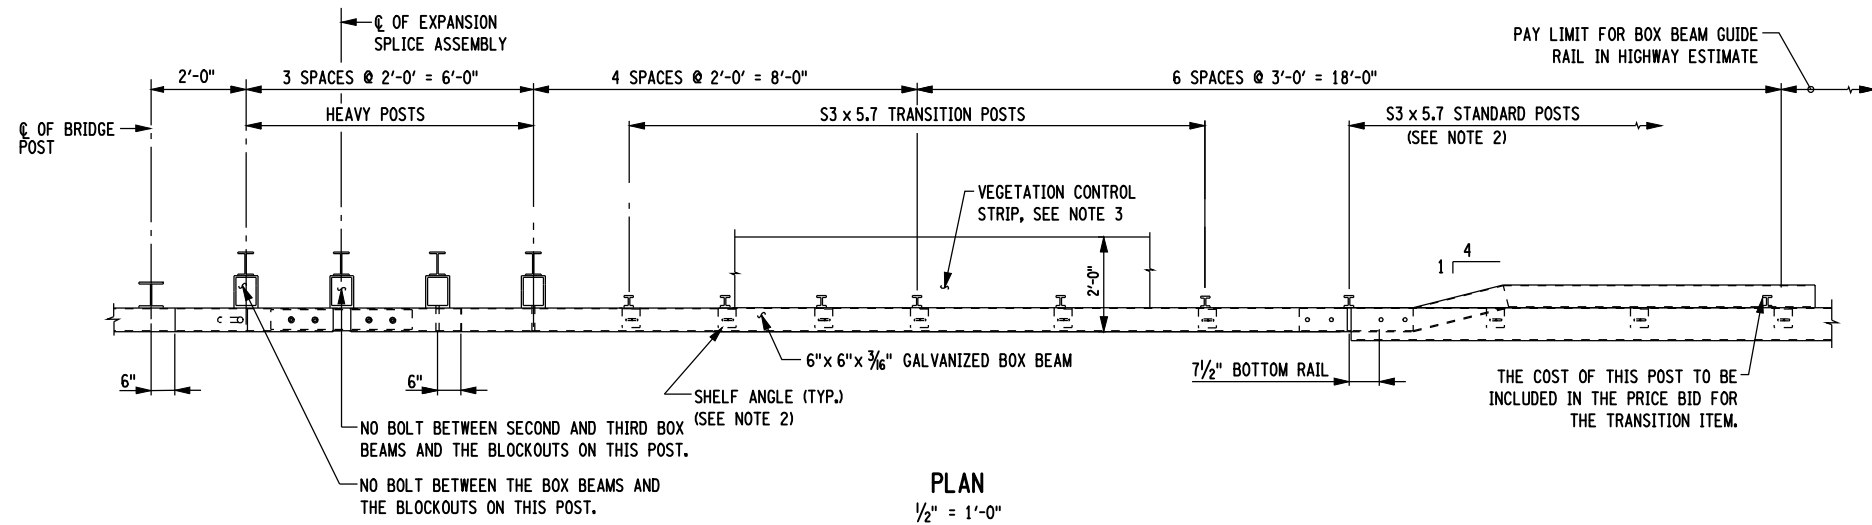 ℄ OF EXPANSION
SPLICE ASSEMBLY
PAY LIMIT FOR BOX BEAM GUIDE
RAIL IN HIGHWAY ESTIMATE
2'-0"
3 SPACES @ 2'-0' = 6'-0"
4 SPACES @ 2'-0' = 8'-0"
6 SPACES @ 3'-0' = 18'-0"
HEAVY POSTS
S3 x 5.7 TRANSITION POSTS
S3 x 5.7 STANDARD POSTS
(SEE NOTE 2)
℄ OF BRIDGE
POST
VEGETATION CONTROL
STRIP, SEE NOTE 3
4
1
2'-0"
6"
6"
6"x 6"x 3/16" GALVANIZED BOX BEAM
7 1/2" BOTTOM RAIL
SHELF ANGLE (TYP.)
(SEE NOTE 2)
THE COST OF THIS POST TO BE
INCLUDED IN THE PRICE BID FOR
THE TRANSITION ITEM.
NO BOLT BETWEEN SECOND AND THIRD BOX
BEAMS AND THE BLOCKOUTS ON THIS POST.
NO BOLT BETWEEN THE BOX BEAMS AND
THE BLOCKOUTS ON THIS POST.
PLAN
1/2" = 1'-0"